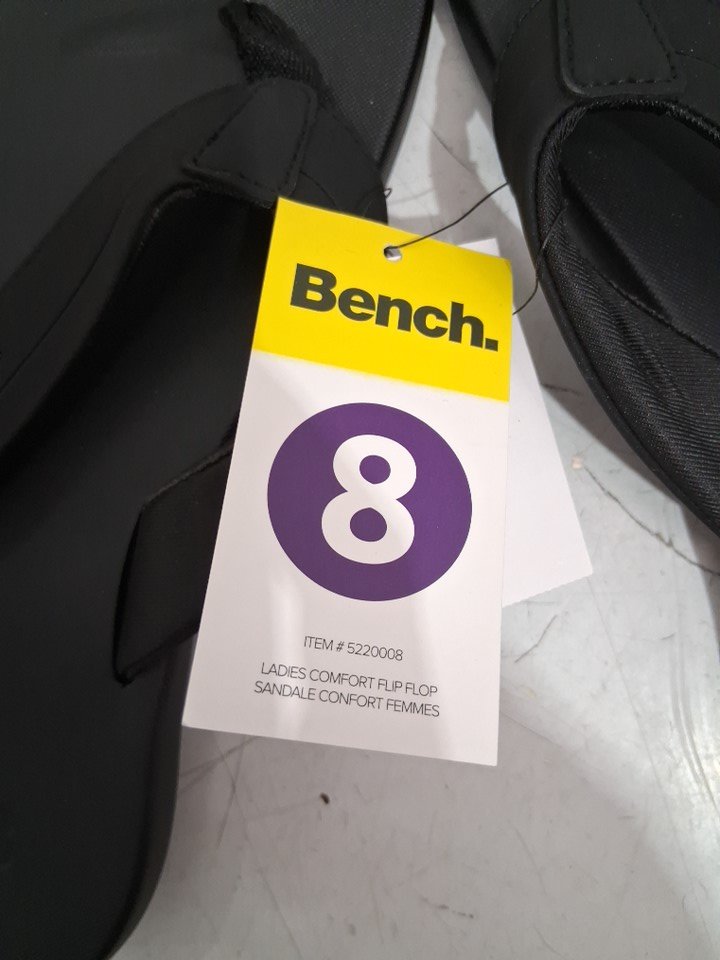 Bench.
8
ITEM # 5220008
LADIES COMFORT FLIP FLOP
SANDALE CONFORT FEMMES